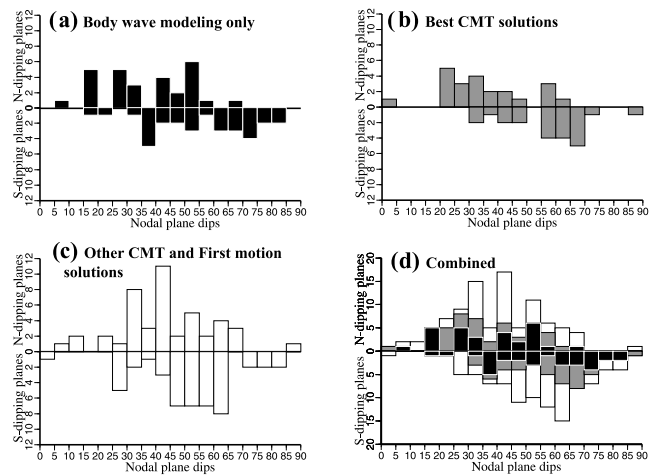 (a) Body wave modeling only
N-dipping planes
S-dipping planes
12 10 8 6 4 2 0 2 4 6 8 10 12
0 5 10 15 20 25 30 35 40 45 50 55 60 65 70 75 80 85 90
Nodal plane dips
(b) Best CMT solutions
N-dipping planes
S-dipping planes
12 10 8 6 4 2 0 2 4 6 8 10 12
0 5 10 15 20 25 30 35 40 45 50 55 60 65 70 75 80 85 90
Nodal plane dips
(c) Other CMT and First motion
solutions
N-dipping planes
S-dipping planes
12 10 8 6 4 2 0 2 4 6 8 10 12
0 5 10 15 20 25 30 35 40 45 50 55 60 65 70 75 80 85 90
Nodal plane dips
(d) Combined
N-dipping planes
S-dipping planes
20 15 10 5 0 5 10 15 20
0 5 10 15 20 25 30 35 40 45 50 55 60 65 70 75 80 85 90
Nodal plane dips